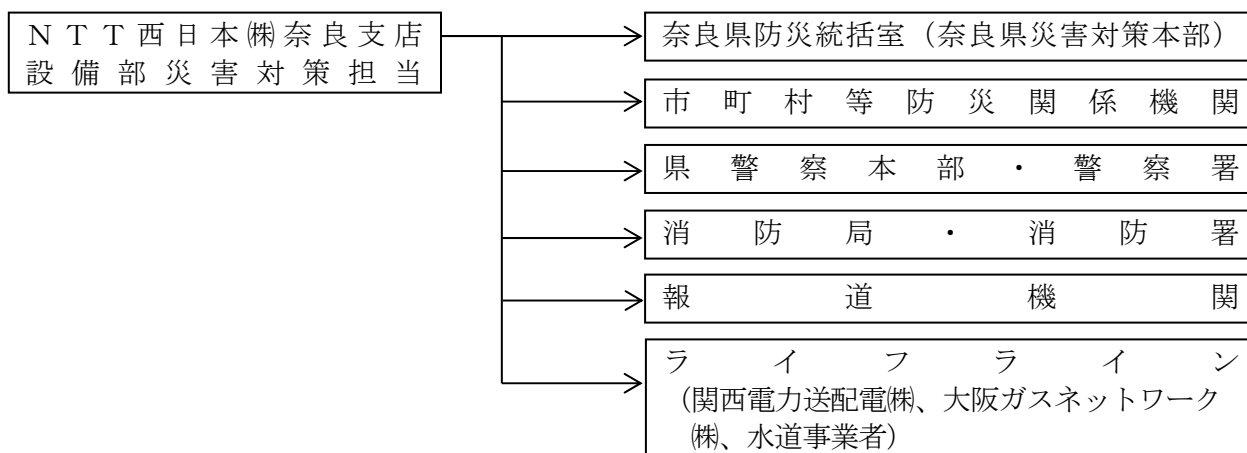 ＮＴＴ西日本㈱奈良支店
設備部災害対策担当
奈良県防災統括室（奈良県災害対策本部）
市町村等防災関係機関
県警察本部・警察署
消防局・消防署
報道機関
ライフライン
（関西電力送配電㈱、大阪ガスネットワーク
㈱、水道事業者）